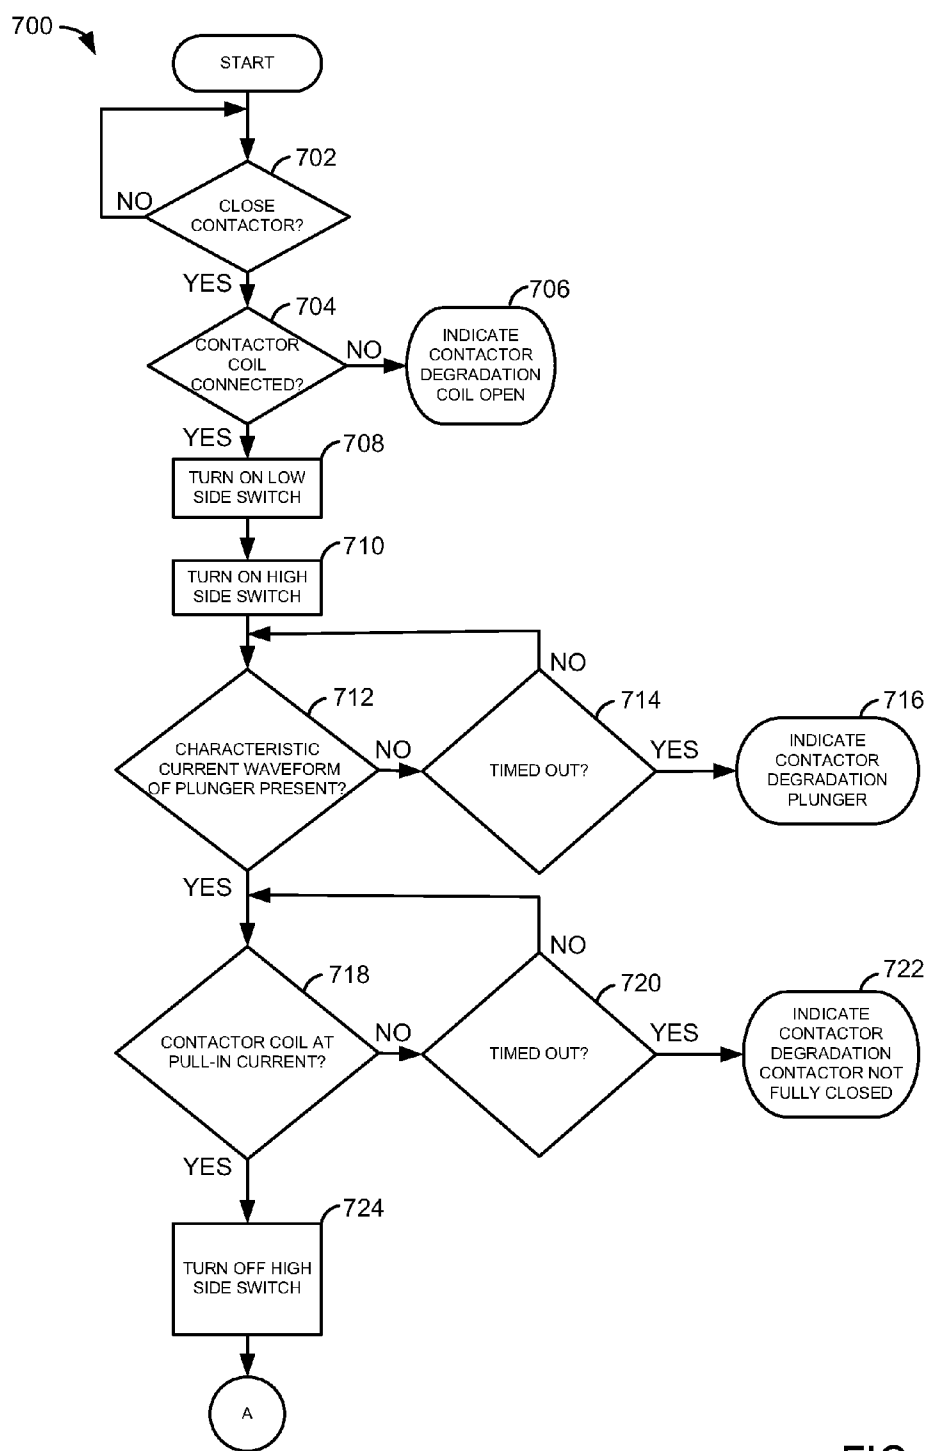 700
START
702
NO
CLOSE
CONTACTOR?
YES
704
706
CONTACTOR
COIL
CONNECTED?
NO
INDICATE
CONTACTOR
DEGRADATION
COIL OPEN
YES
708
TURN ON LOW
SIDE SWITCH
710
TURN ON HIGH
SIDE SWITCH
NO
712
714
716
CHARACTERISTIC
CURRENT WAVEFORM
OF PLUNGER PRESENT?
NO
TIMED OUT?
YES
INDICATE
CONTACTOR
DEGRADATION
PLUNGER
YES
NO
718
720
722
CONTACTOR COIL AT
PULL-IN CURRENT?
NO
TIMED OUT?
YES
INDICATE
CONTACTOR
DEGRADATION
CONTACTOR NOT
FULLY CLOSED
YES
724
TURN OFF HIGH
SIDE SWITCH
A